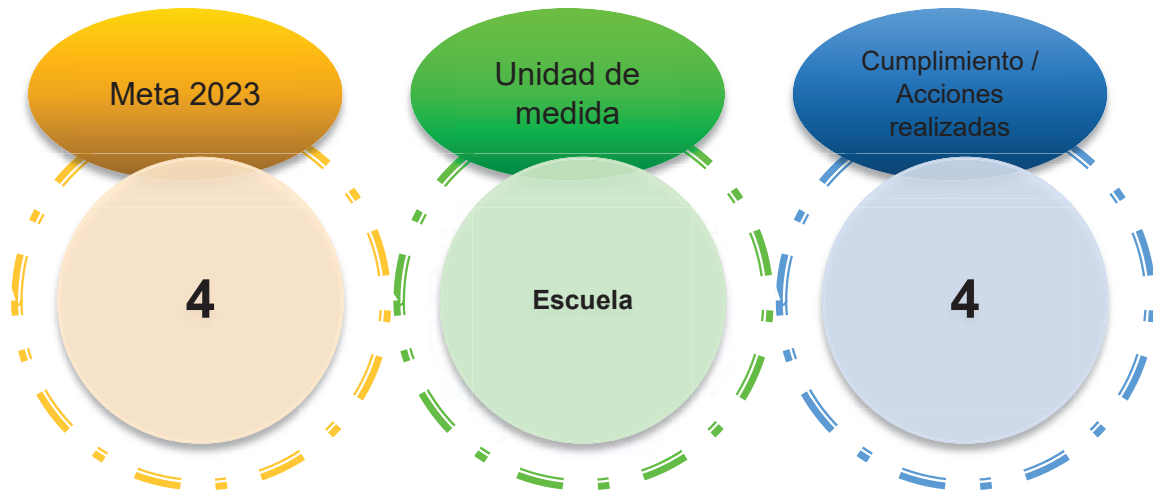 Meta 2023
4
Unidad de
medida
Escuela
Cumplimiento /
Acciones
realizadas
4